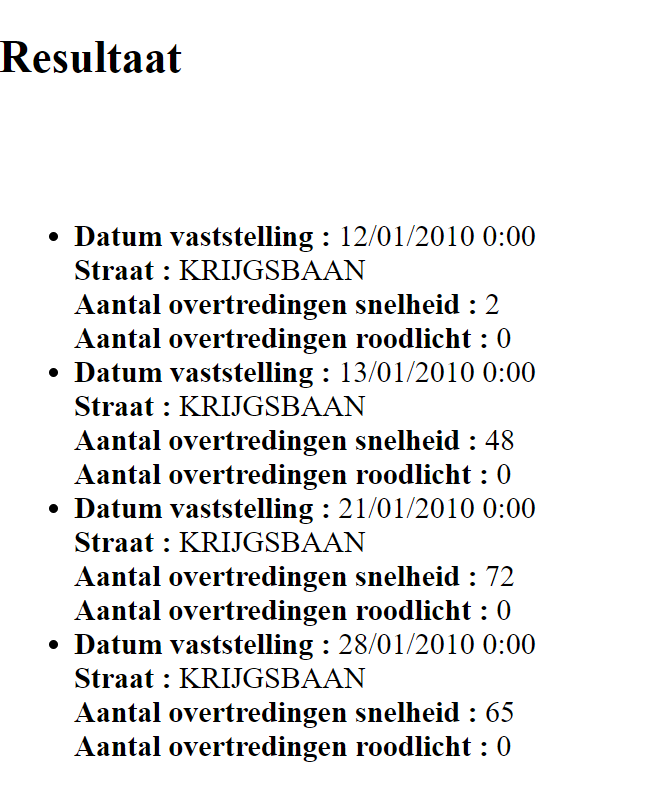 Resultaat
Datum vaststelling : 12/01/2010 0:00
Straat : KRIJGSBAAN
Aantal overtredingen snelheid : 2
Aantal overtredingen roodlicht : 0
Datum vaststelling : 13/01/2010 0:00
Straat : KRIJGSBAAN
Aantal overtredingen snelheid : 48
Aantal overtredingen roodlicht : 0
Datum vaststelling : 21/01/2010 0:00
Straat : KRIJGSBAAN
Aantal overtredingen snelheid : 72
Aantal overtredingen roodlicht : 0
Datum vaststelling : 28/01/2010 0:00
Straat : KRIJGSBAAN
Aantal overtredingen snelheid : 65
Aantal overtredingen roodlicht : 0